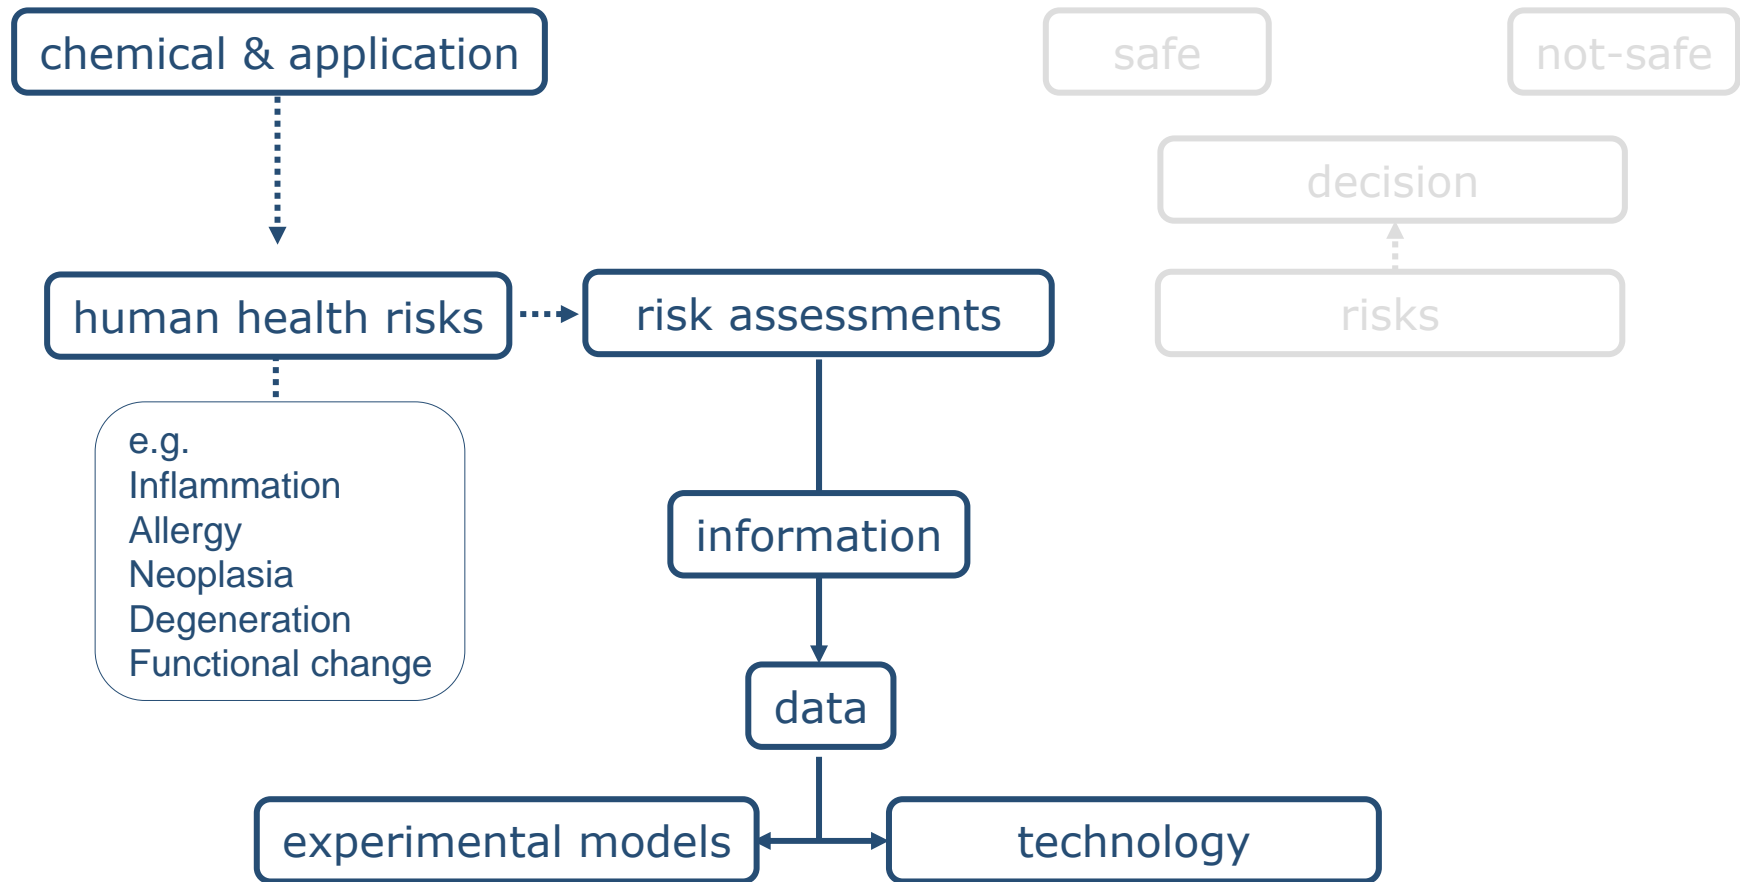 chemical & application
safe
not-safe
decision
human health risks
risk assessments
risks
e.g.
Inflammation
Allergy
Neoplasia
Degeneration
Functional change
information
data
experimental models
technology